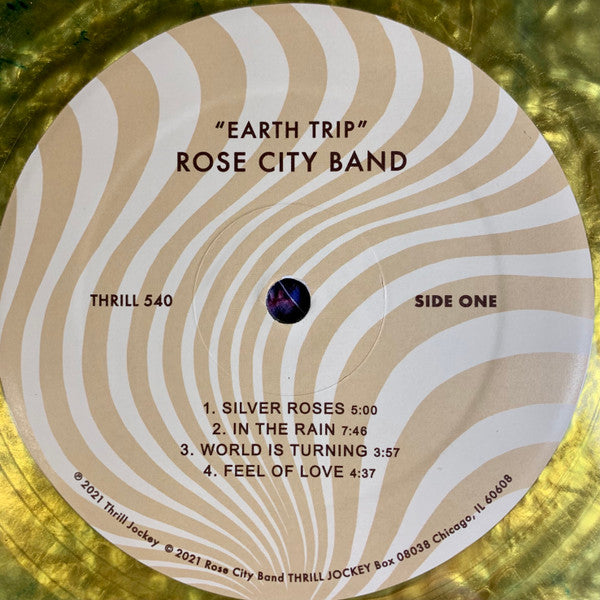 "EARTH TRIP"
ROSE CITY BAND
THRILL 540
SIDE ONE
1. SILVER ROSES 5:00
2. IN THE RAIN 7:46
3. WORLD IS TURNING 3:57
4. FEEL OF LOVE 4:37
℗ 2021 Thrill Jockey © 2021 Rose City Band THRILL JOCKEY Box 08038 Chicago, IL 60608